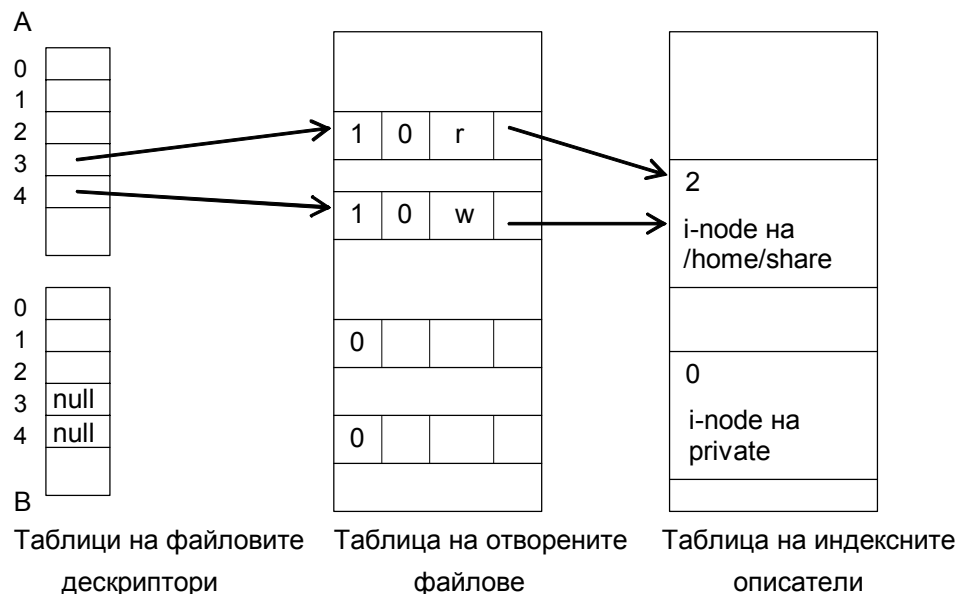 A
0
1
2
3
4
1 0 r
1 0 w
2
i-node на
/home/share
0
1
2
3 null
4 null
B
0
0
0
i-node на
private
Таблици на файловите
дескриптори
Таблица на отворените
файлове
Таблица на индексните
описатели